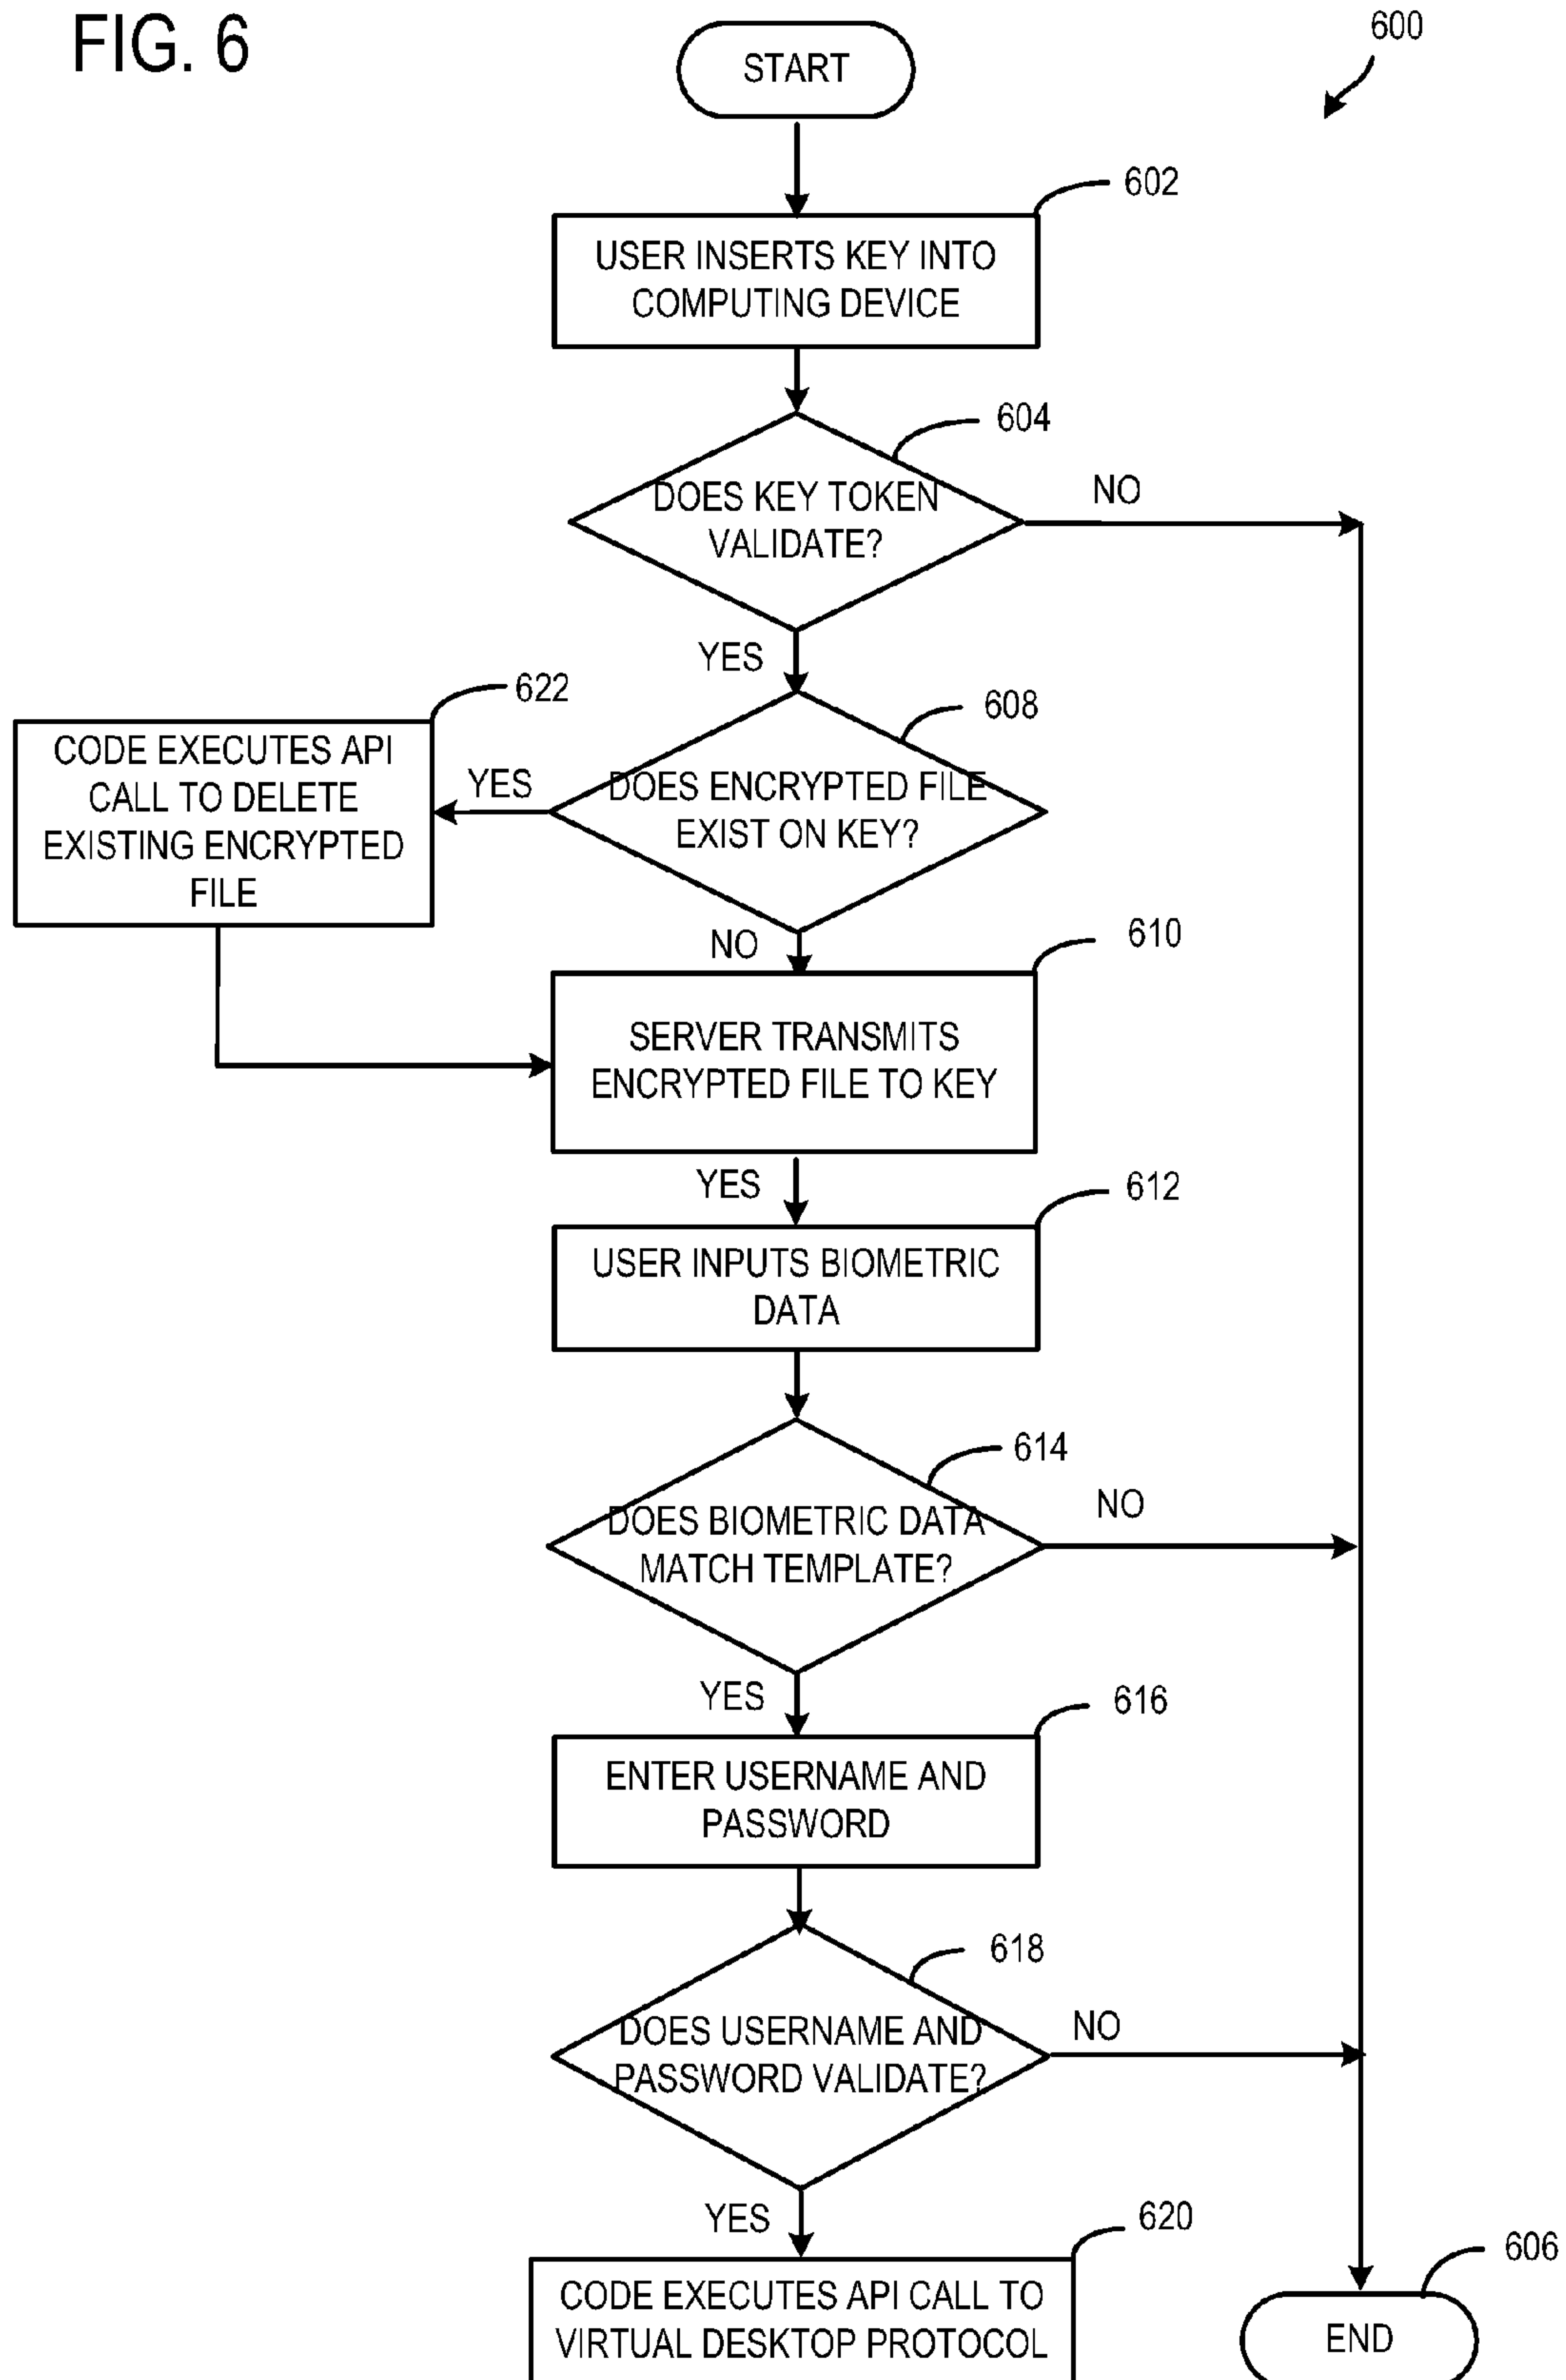 FIG. 6
600
START
602
USER INSERTS KEY INTO
COMPUTING DEVICE
604
DOES KEY TOKEN
VALIDATE?
NO
YES
622
CODE EXECUTES API
CALL TO DELETE
EXISTING ENCRYPTED
FILE
YES
608
DOES ENCRYPTED FILE
EXIST ON KEY?
NO
610
SERVER TRANSMITS
ENCRYPTED FILE TO KEY
YES
612
USER INPUTS BIOMETRIC
DATA
614
DOES BIOMETRIC DATA
MATCH TEMPLATE?
NO
YES
616
ENTER USERNAME AND
PASSWORD
618
DOES USERNAME AND
PASSWORD VALIDATE?
NO
YES
620
CODE EXECUTES API CALL TO
VIRTUAL DESKTOP PROTOCOL
606
END